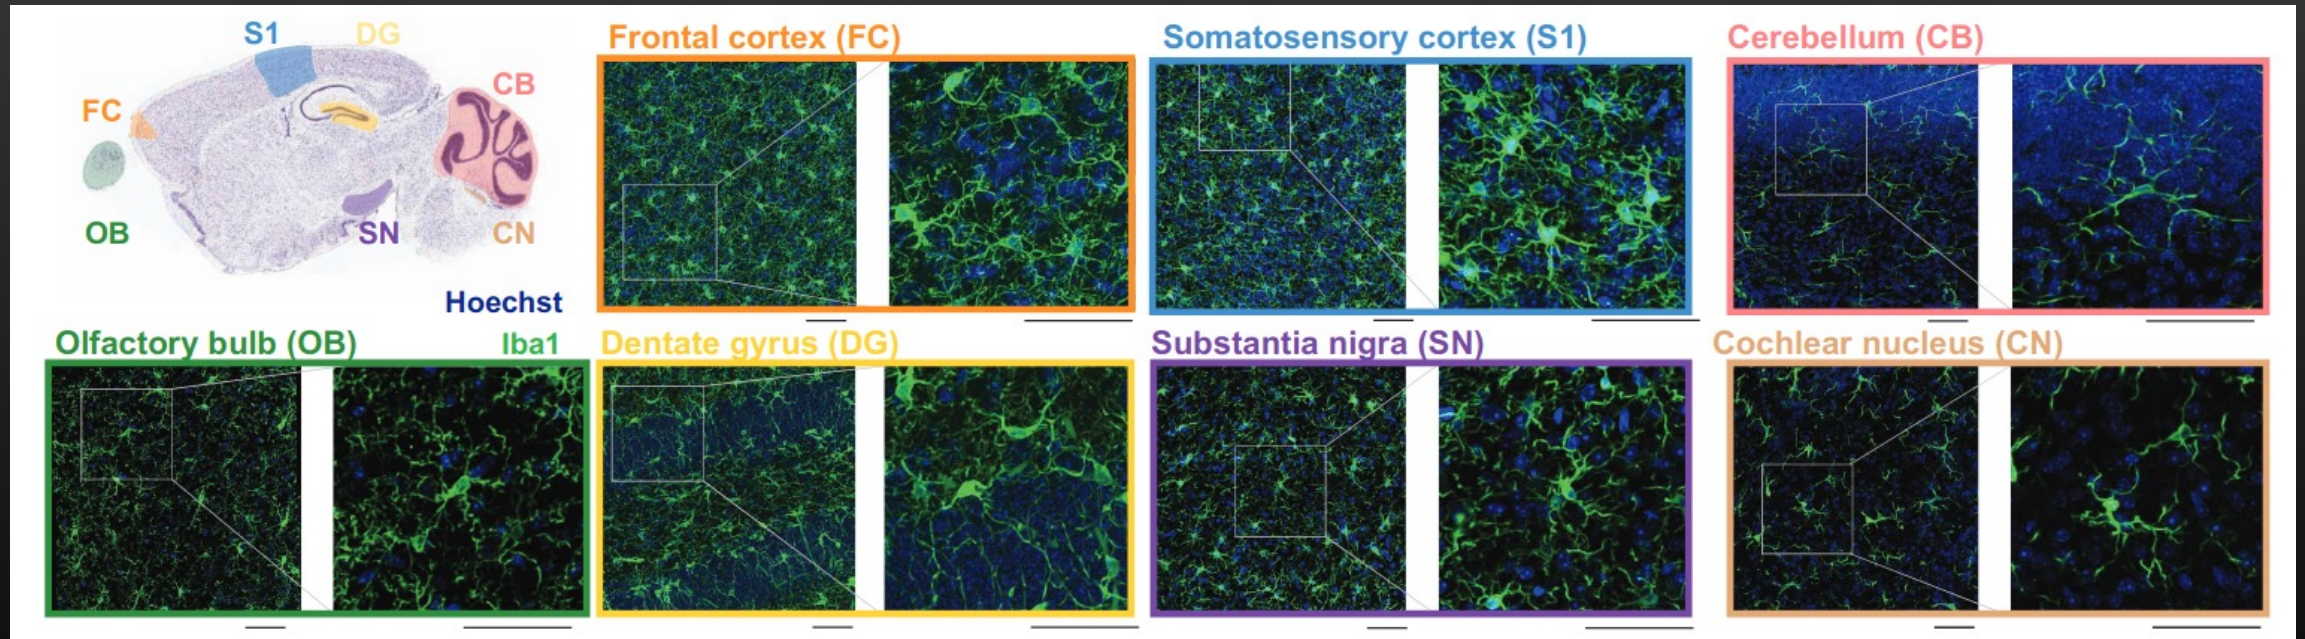 S1
DG
CB
FC
OB
SN
CN
Hoechst
Iba1
Frontal cortex (FC)
Somatosensory cortex (S1)
Cerebellum (CB)
Olfactory bulb (OB)
Dentate gyrus (DG)
Substantia nigra (SN)
Cochlear nucleus (CN)